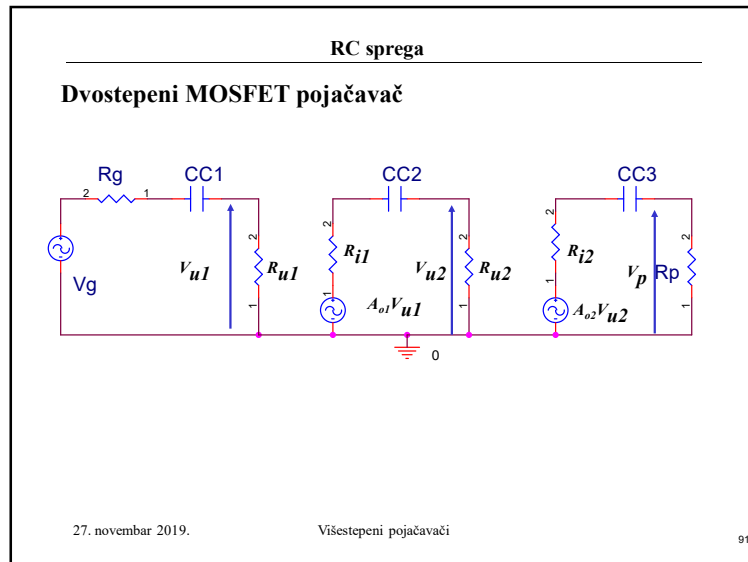 RC sprega
Dvostepeni MOSFET pojačavač
Rg
CC1
CC2
CC3
2 1
2
2
2
2
2
Vg
Vu1
Ru1
Ri1
Vu2
Ru2
Ri2
Vp
Rp
1
1
1
1
1
Ao1Vu1
Ao2Vu2
0
27. novembar 2019.
Višestepeni pojačavači
91